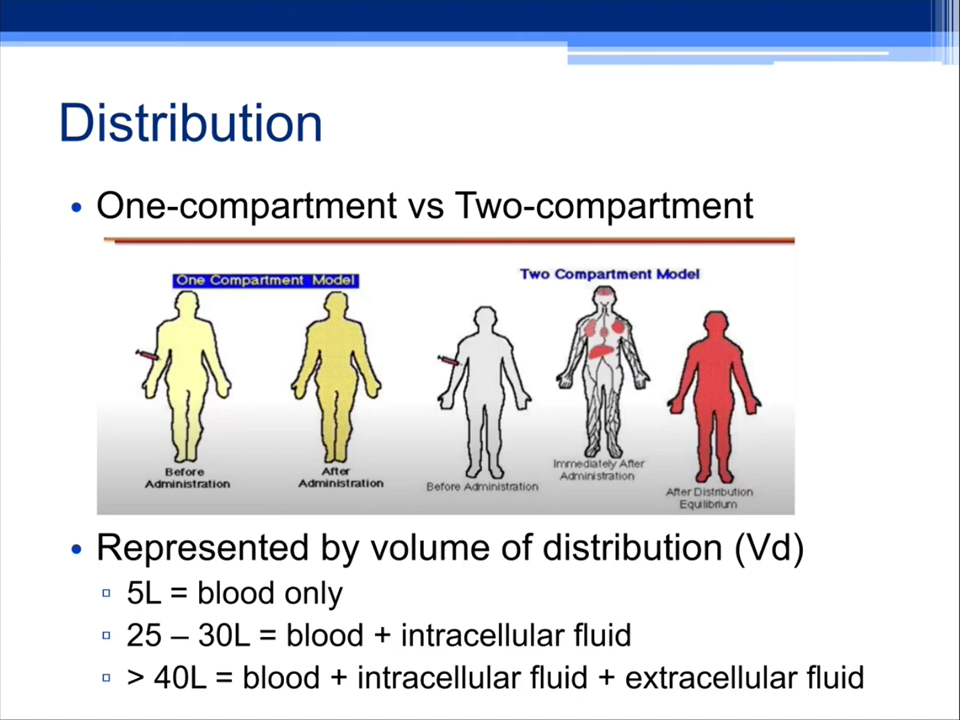 Distribution
• One-compartment vs Two-compartment
One Compartment Model
Two Compartment Model
Before
Administration
After
Administration
Before Administration
Immediately After
Administration
After Distribution
Equilibrium
• Represented by volume of distribution (Vd)
▫ 5L = blood only
▫ 25 – 30L = blood + intracellular fluid
▫ > 40L = blood + intracellular fluid + extracellular fluid